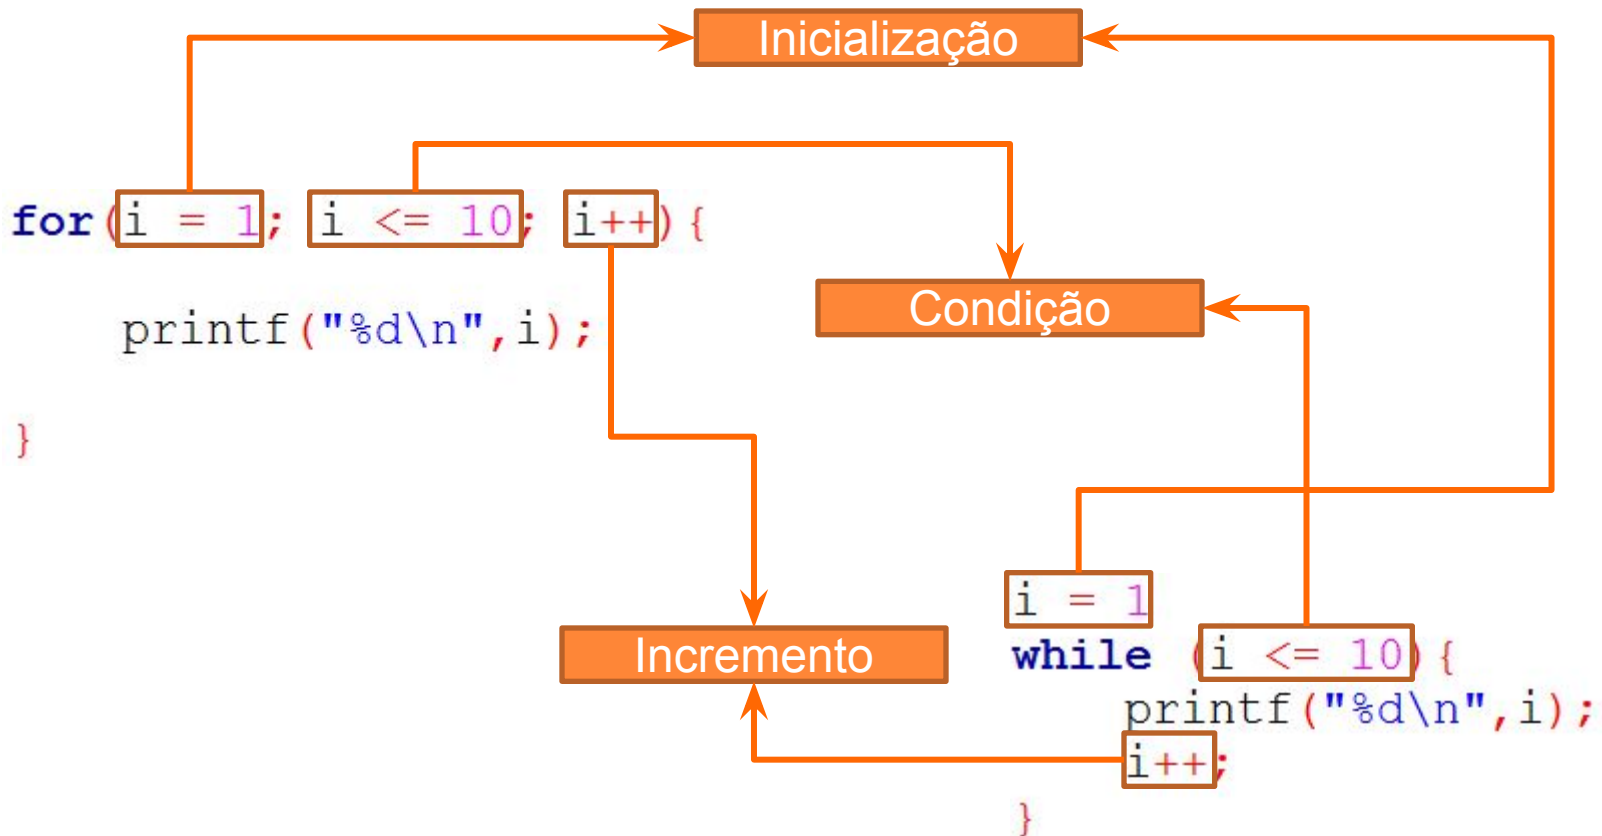 Inicialização
for(i = 1; i <= 10; i++){
Condição
printf("%d\n",i);
}
i = 1
Incremento
while (i <= 10){
printf("%d\n",i);
i++;
}